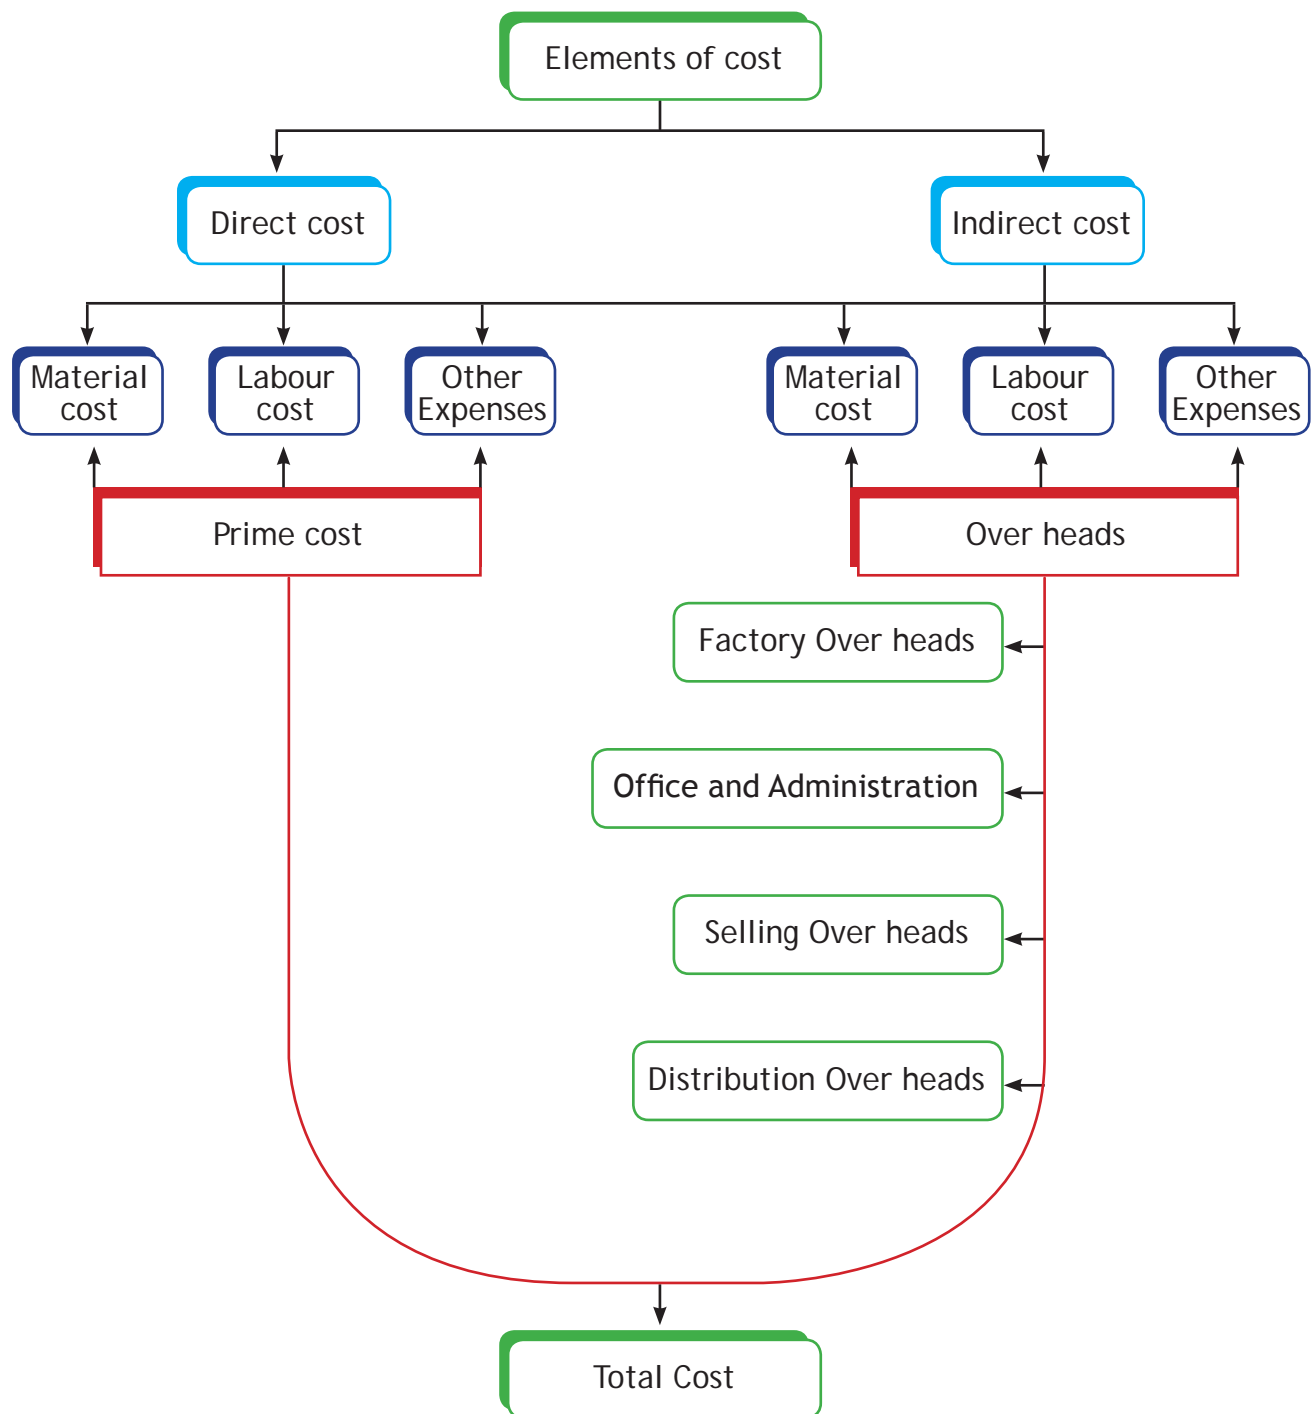 Elements of cost
Direct cost
Indirect cost
Material
cost
Labour
cost
Other
Expenses
Material
cost
Labour
cost
Other
Expenses
Prime cost
Over heads
Factory Over heads
Office and Administration
Selling Over heads
Distribution Over heads
Total Cost